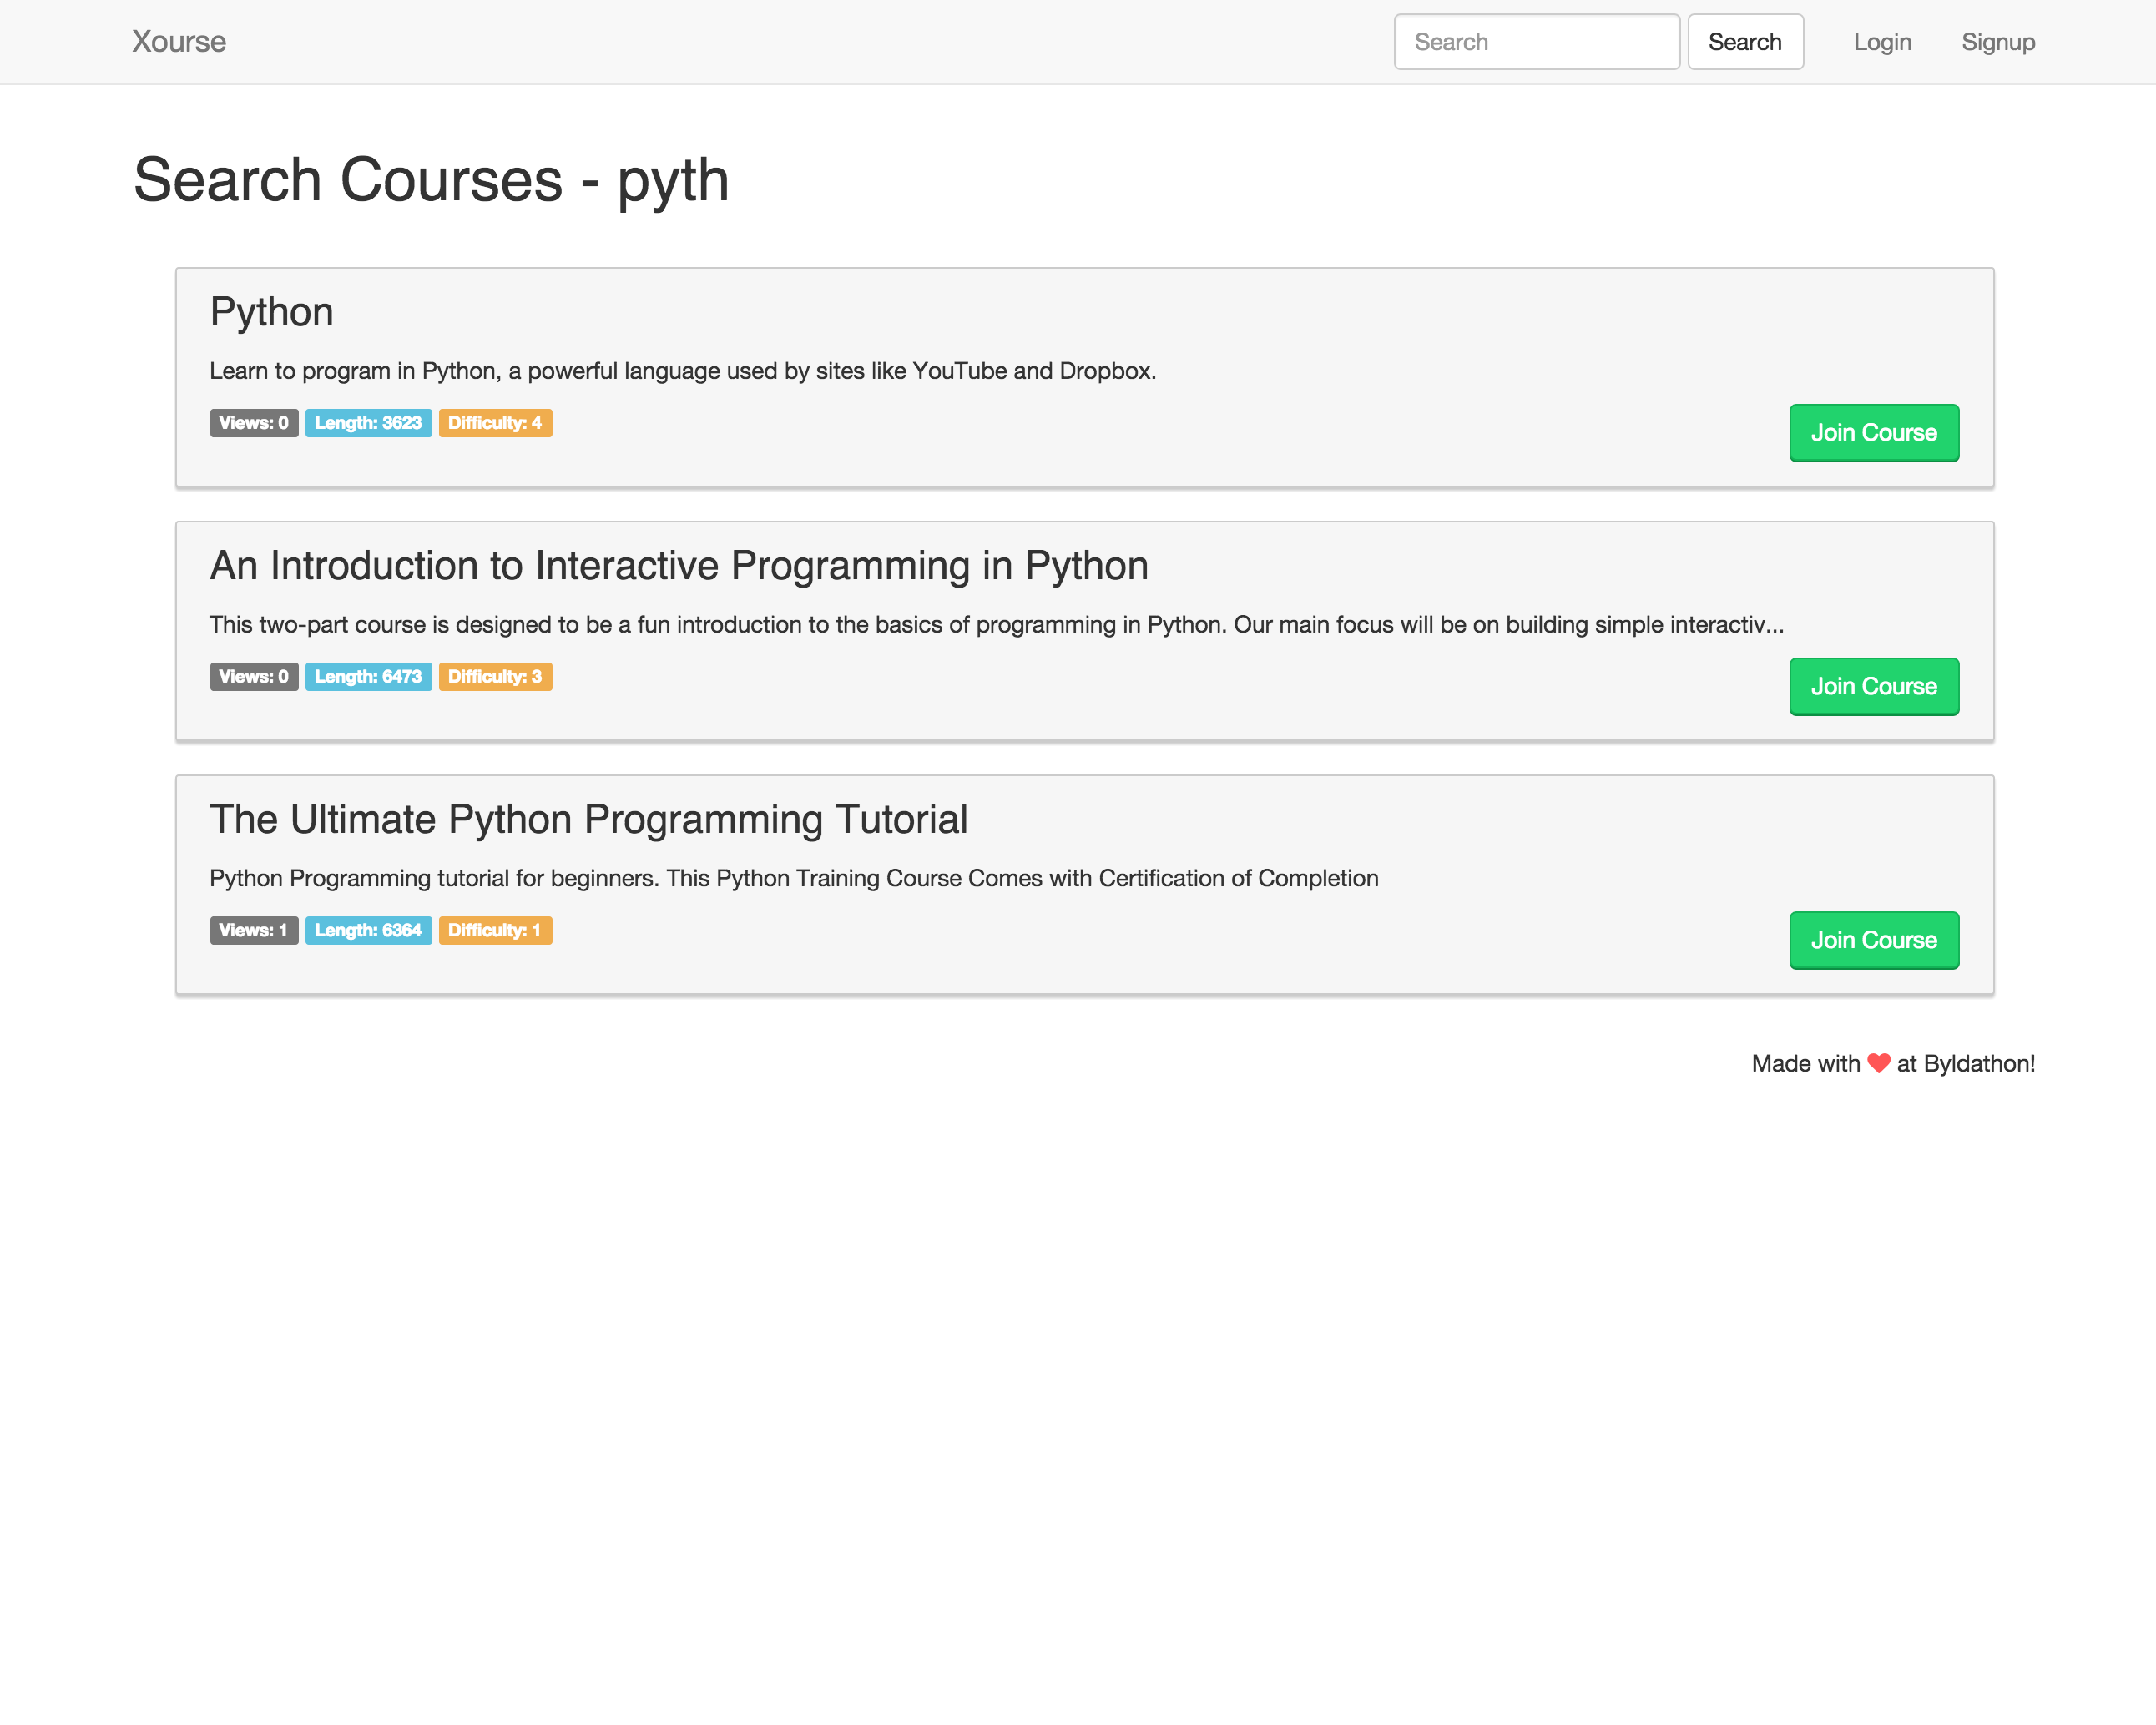 Xourse
Search Search Login Signup
Search Courses - pyth
Python
Learn to program in Python, a powerful language used by sites like YouTube and Dropbox.
Views: 0 Length: 3623 Difficulty: 4
Join Course
An Introduction to Interactive Programming in Python
This two-part course is designed to be a fun introduction to the basics of programming in Python. Our main focus will be on building simple interactiv...
Views: 0 Length: 6473 Difficulty: 3
Join Course
The Ultimate Python Programming Tutorial
Python Programming tutorial for beginners. This Python Training Course Comes with Certification of Completion
Views: 1 Length: 6364 Difficulty: 1
Join Course
Made with ❤ at Byldathon!